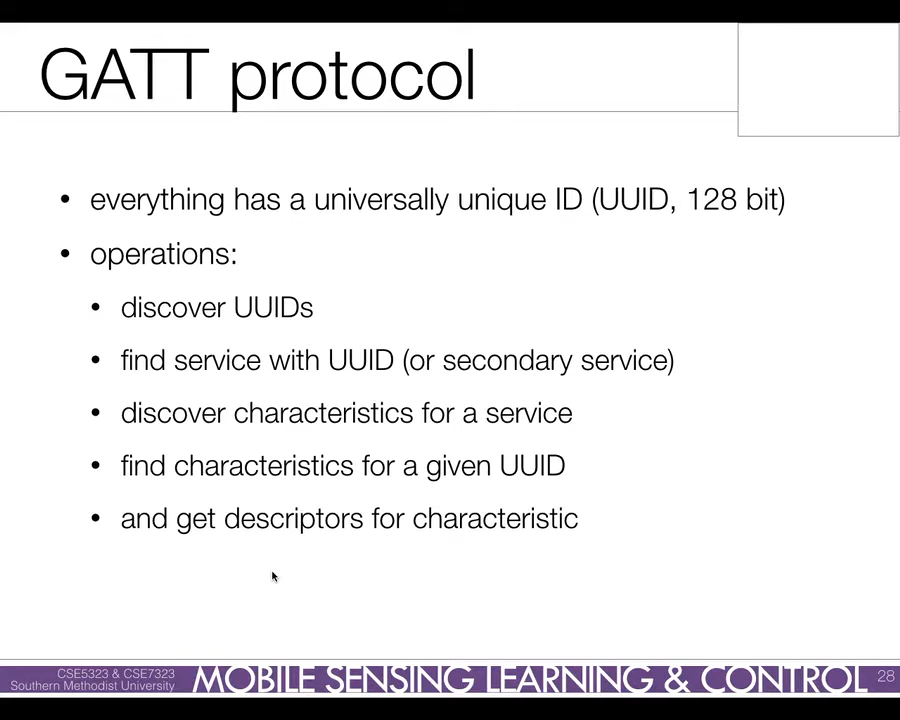 GATT protocol
• everything has a universally unique ID (UUID, 128 bit)
• operations:
• discover UUIDs
• find service with UUID (or secondary service)
• discover characteristics for a service
• find characteristics for a given UUID
• and get descriptors for characteristic
CSE5323 & CSE7323
Southern Methodist University
MOBILE SENSING LEARNING & CONTROL
28